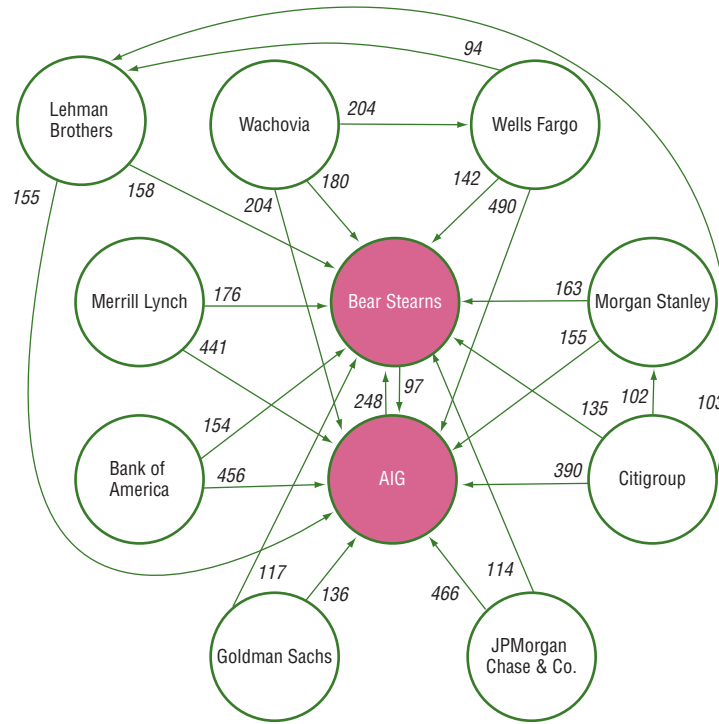 94
Lehman
Brothers
Wachovia
204
Wells Fargo
155
158
180
204
142
490
Merrill Lynch
176
Bear Stearns
163
Morgan Stanley
441
155
97
248
154
135
102
103
Bank of
America
456
AIG
390
Citigroup
117
136
466
114
Goldman Sachs
JPMorgan
Chase & Co.